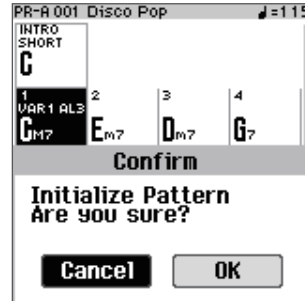 PR-A 001 Disco Pop ♩=115
INTRO
SHORT
C
1 2 3 4
VAR1 AL3
CM7 Em7 Dm7 G7
Confirm
Initialize Pattern
Are you sure?
Cancel OK